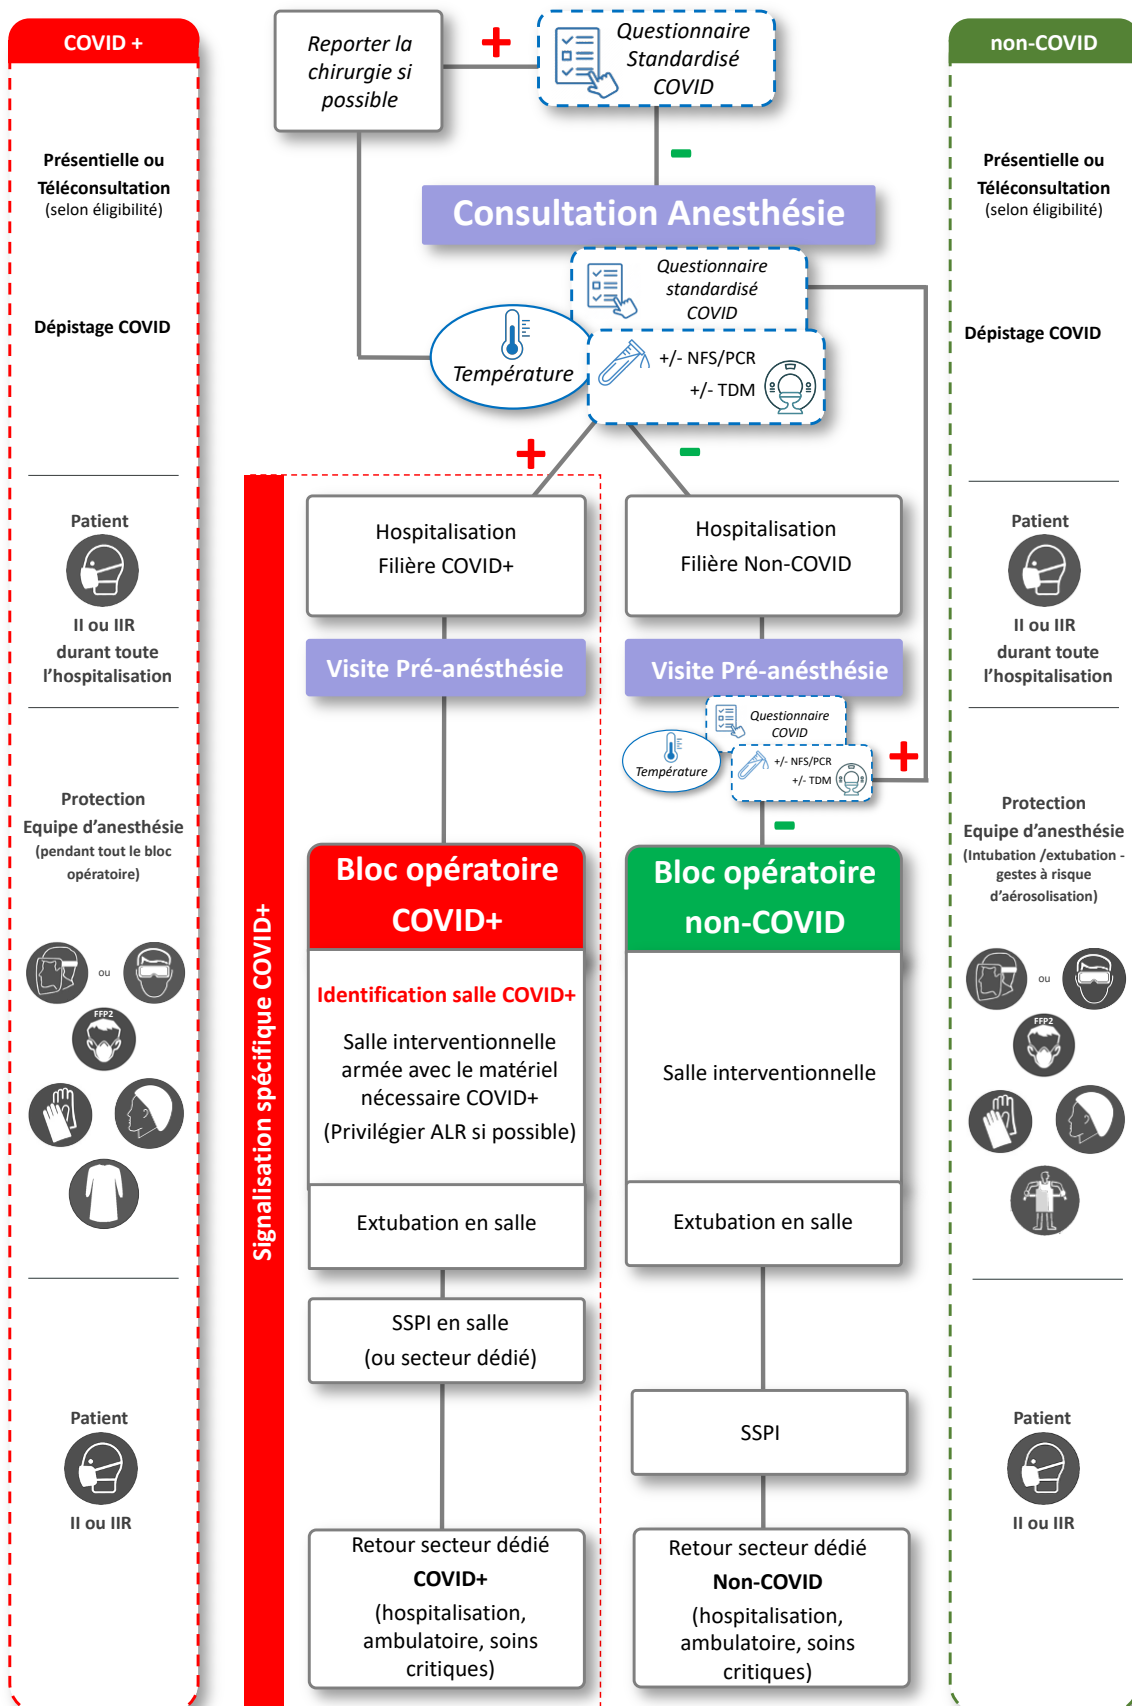 COVID +
Présentielle ou
Téléconsultation
(selon éligibilité)
Dépistage COVID
Patient
II ou IIR
durant toute
l’hospitalisation
Protection
Equipe d’anesthésie
(pendant tout le bloc
opératoire)
ou
FFP2
Patient
II ou IIR
Reporter la
chirurgie si
possible
+
Questionnaire
Standardisé
COVID
-
Consultation Anesthésie
Questionnaire
standardisé
COVID
Température
+/- NFS/PCR
+/- TDM
+
-
Signalisation spécifique COVID+
Hospitalisation
Filière COVID+
Visite Pré-anésthésie
Bloc opératoire
COVID+
Identification salle COVID+
Salle interventionnelle
armée avec le matériel
nécessaire COVID+
(Privilégier ALR si possible)
Extubation en salle
SSPI en salle
(ou secteur dédié)
Retour secteur dédié
COVID+
(hospitalisation,
ambulatoire, soins
critiques)
Hospitalisation
Filière Non-COVID
Visite Pré-anésthésie
Questionnaire
COVID
Température
+/- NFS/PCR
+/- TDM
+
-
Bloc opératoire
non-COVID
Salle interventionnelle
Extubation en salle
SSPI
Retour secteur dédié
Non-COVID
(hospitalisation,
ambulatoire, soins
critiques)
non-COVID
Présentielle ou
Téléconsultation
(selon éligibilité)
Dépistage COVID
Patient
II ou IIR
durant toute
l’hospitalisation
Protection
Equipe d’anesthésie
(Intubation /extubation -
gestes à risque
d’aérosolisation)
ou
FFP2
Patient
II ou IIR